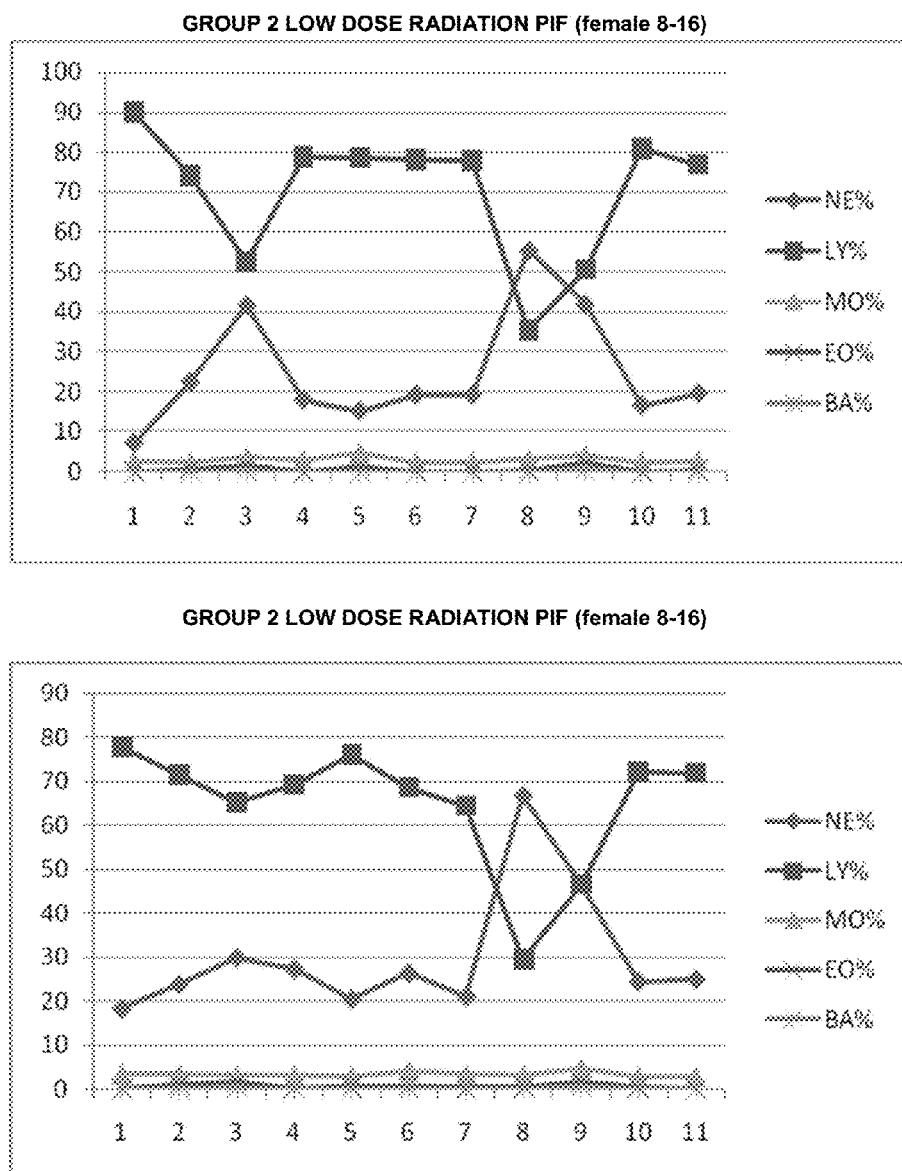 GROUP 2 LOW DOSE RADIATION PIF (female 8-16)
100
90
80
70
60
50
40
30
20
10
0
1 2 3 4 5 6 7 8 9 10 11
NE%
LY%
MO%
EO%
BA%
GROUP 2 LOW DOSE RADIATION PIF (female 8-16)
90
80
70
60
50
40
30
20
10
0
1 2 3 4 5 6 7 8 9 10 11
NE%
LY%
MO%
EO%
BA%